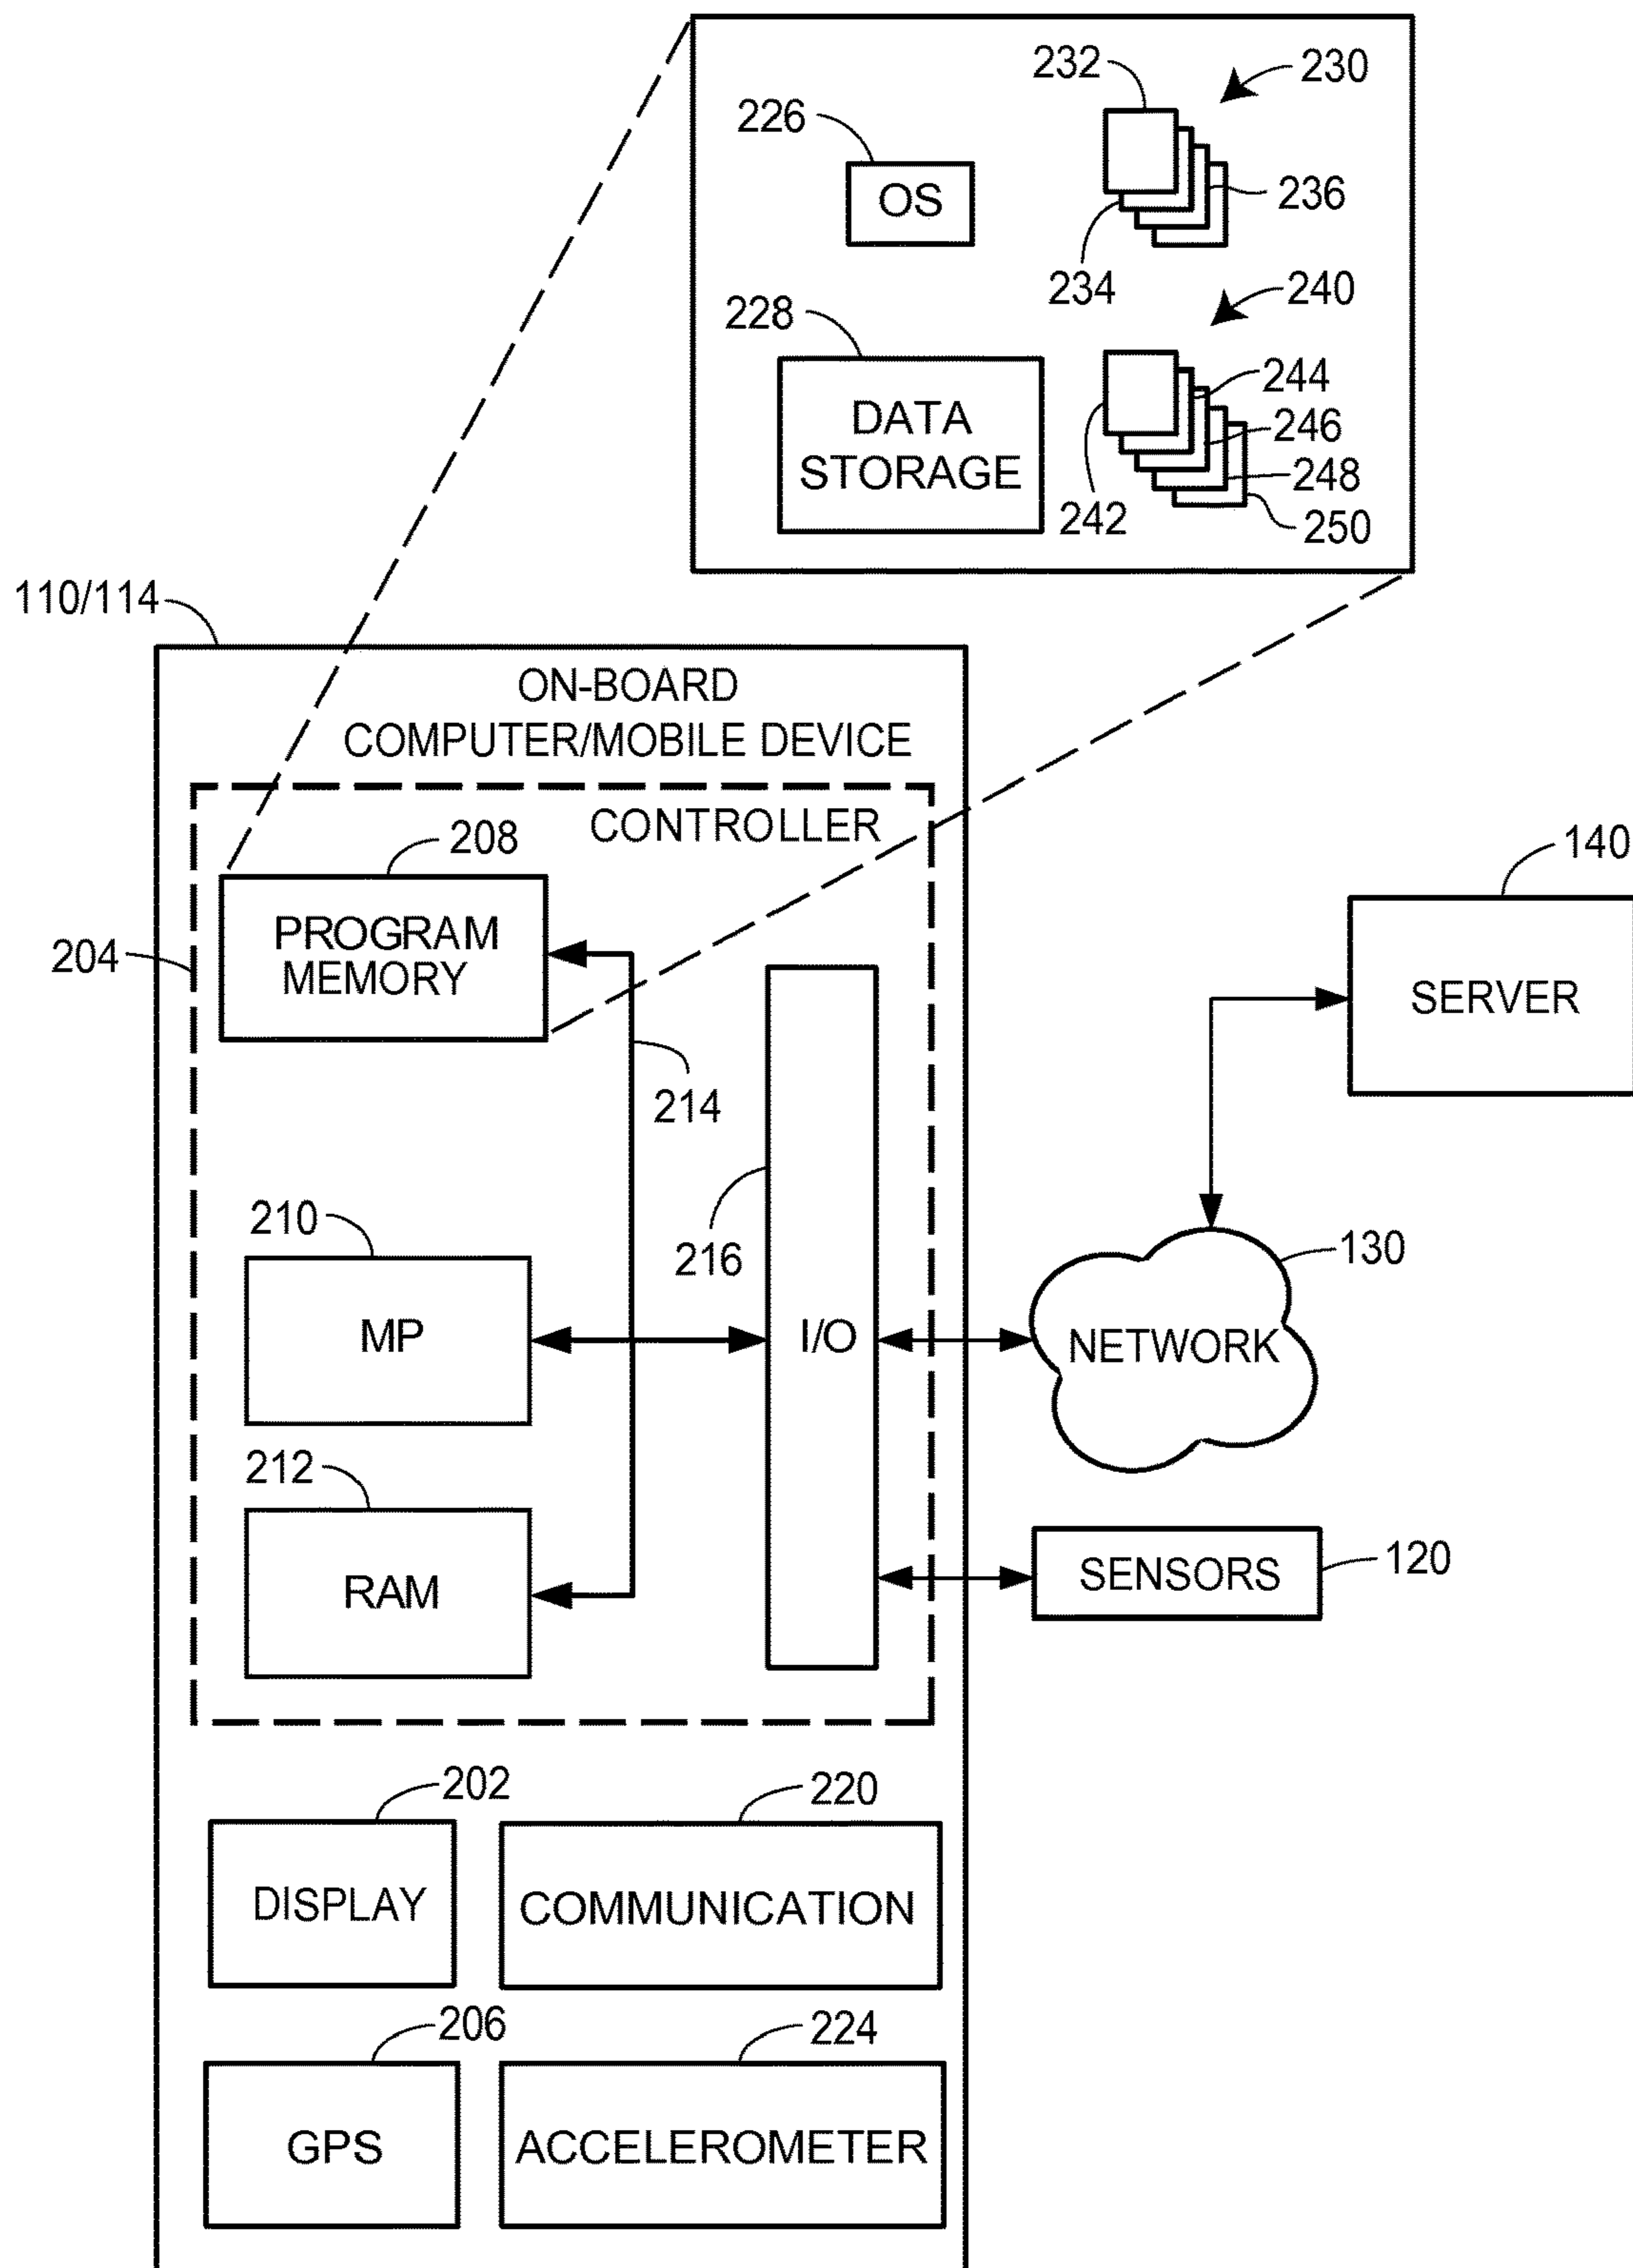 232
230
226
OS
236
234
240
228
DATA
STORAGE
244
246
248
242
250
110/114
ON-BOARD
COMPUTER/MOBILE DEVICE
CONTROLLER
208
PROGRAM
MEMORY
204
140
SERVER
214
210
216
130
MP
I/O
NETWORK
212
RAM
SENSORS
120
202
220
DISPLAY
COMMUNICATION
206
224
GPS
ACCELEROMETER